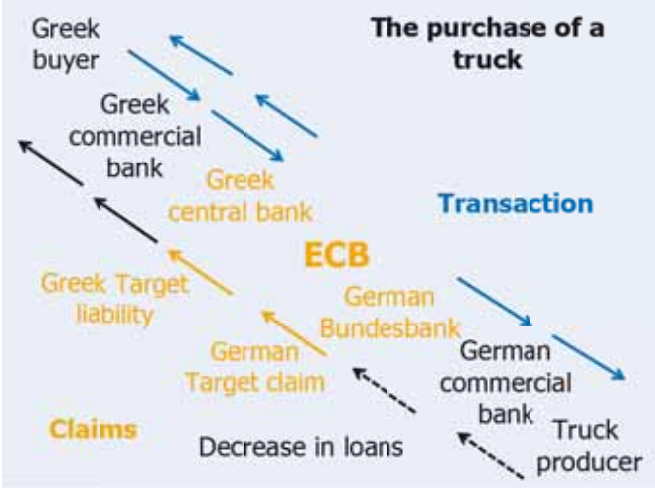 Greek
buyer
The purchase of a
truck
Greek
commercial
bank
Greek
central bank
Transaction
ECB
Greek Target
liability
German
Bundesbank
German
Target claim
German
commercial
bank
Claims
Decrease in loans
Truck
producer